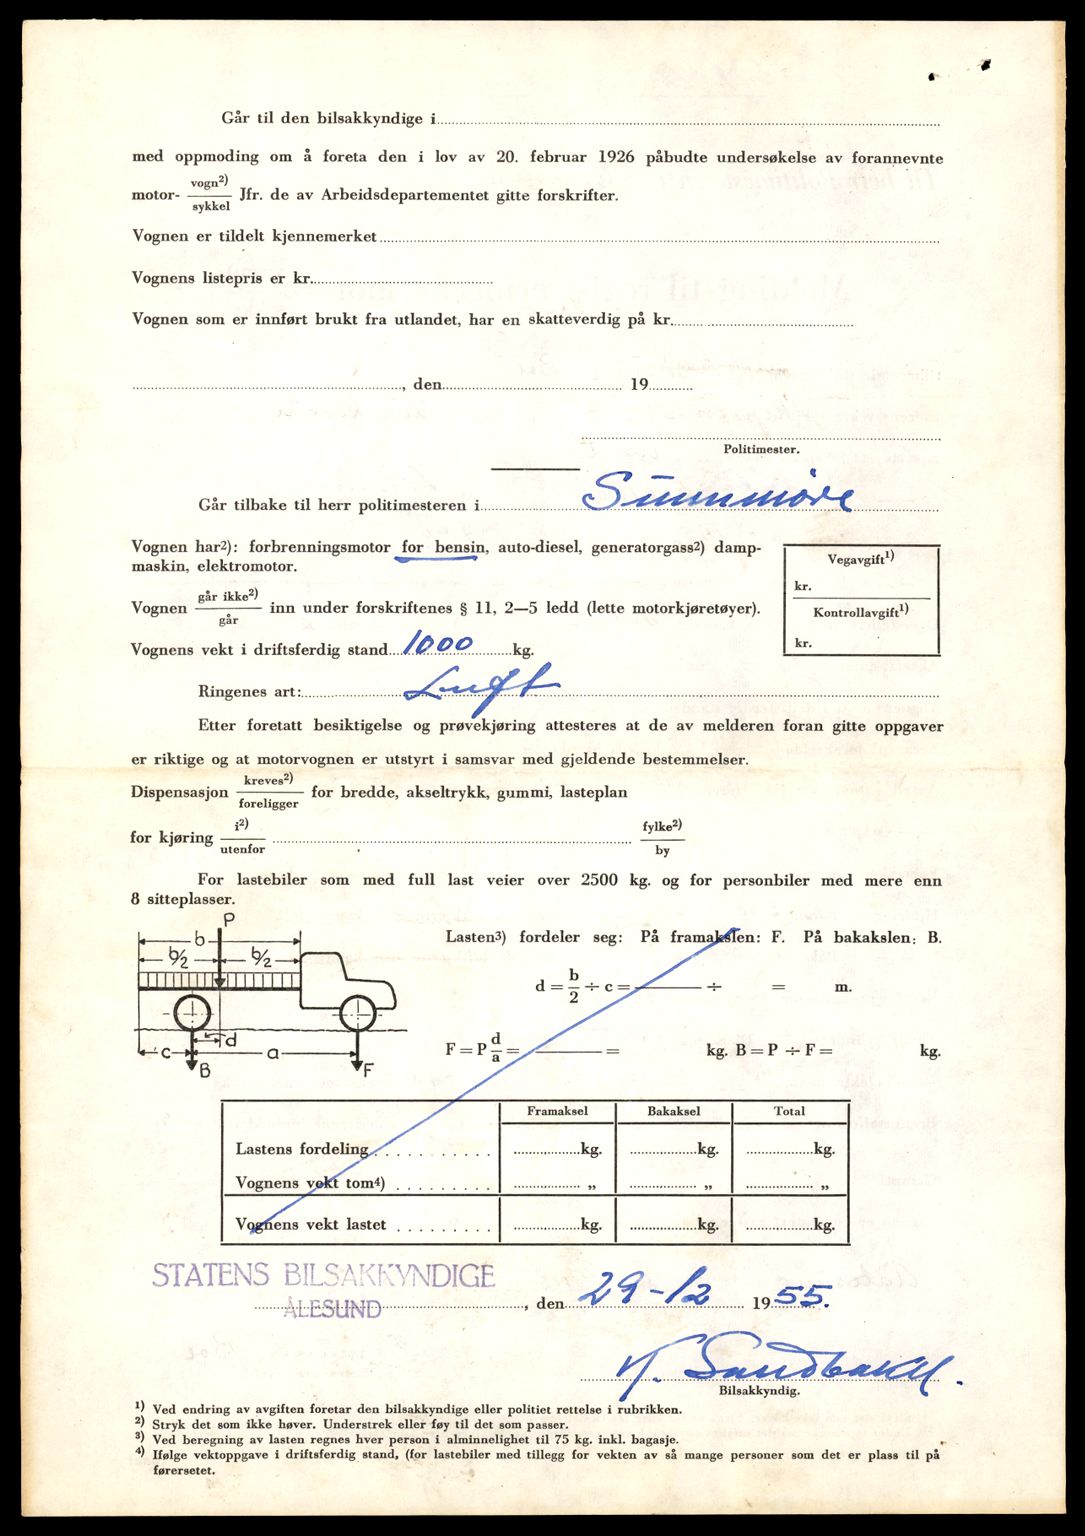 Går til den bilsakkyndige i
med oppmoding om å foreta den i lov av 20. februar 1926 påbudte undersøkelse av forannevnte
motor- vogn2)/sykkel Jfr. de av Arbeidsdepartementet gitte forskrifter.
Vognen er tildelt kjennemerket
Vognens listepris er kr.
Vognen som er innført brukt fra utlandet, har en skatteverdig på kr.
, den 19
Politimester.
Går tilbake til herr politimesteren i Sunnmøre
Vognen har2): forbrenningsmotor for bensin, auto-diesel, generatorgass2) damp-
maskin, elektromotor.
Vegavgift1)
kr.
Kontrollavgift1)
kr.
Vognen går ikke2)/går inn under forskriftenes § 11, 2—5 ledd (lette motorkjøretøyer).
Vognens vekt i driftsferdig stand 1000 kg.
Ringenes art: Luft
Etter foretatt besiktigelse og prøvekjøring attesteres at de av melderen foran gitte oppgaver
er riktige og at motorvognen er utstyrt i samsvar med gjeldende bestemmelser.
Dispensasjon kreves2)/foreligger for bredde, akseltrykk, gummi, lasteplan
for kjøring i2)/utenfor fylke2)/by
For lastebiler som med full last veier over 2500 kg. og for personbiler med mere enn
8 sitteplasser.
P
b
b/2 b/2
d
c a
B F
Lasten3) fordeler seg: På framakslen: F. På bakakslen: B.
d = b/2 ÷ c = ——— ÷ = m.
F = P d/a = ——— = kg. B = P ÷ F = kg.
Framaksel Bakaksel Total
Lastens fordeling . . . . . . . . . . kg. kg. kg.
Vognens vekt tom4) . . . . . . . . . „ „ „
Vognens vekt lastet . . . . . . . . . kg. kg. kg.
STATENS BILSAKKYNDIGE
ÅLESUND , den 29-12 1955.
K. Sandbakk.
Bilsakkyndig.
1) Ved endring av avgiften foretar den bilsakkyndige eller politiet rettelse i rubrikken.
2) Stryk det som ikke høver. Understrek eller føy til det som passer.
3) Ved beregning av lasten regnes hver person i alminnelighet til 75 kg. inkl. bagasje.
4) Ifølge vektoppgave i driftsferdig stand, (for lastebiler med tillegg for vekten av så mange personer som det er plass til på
førersetet.